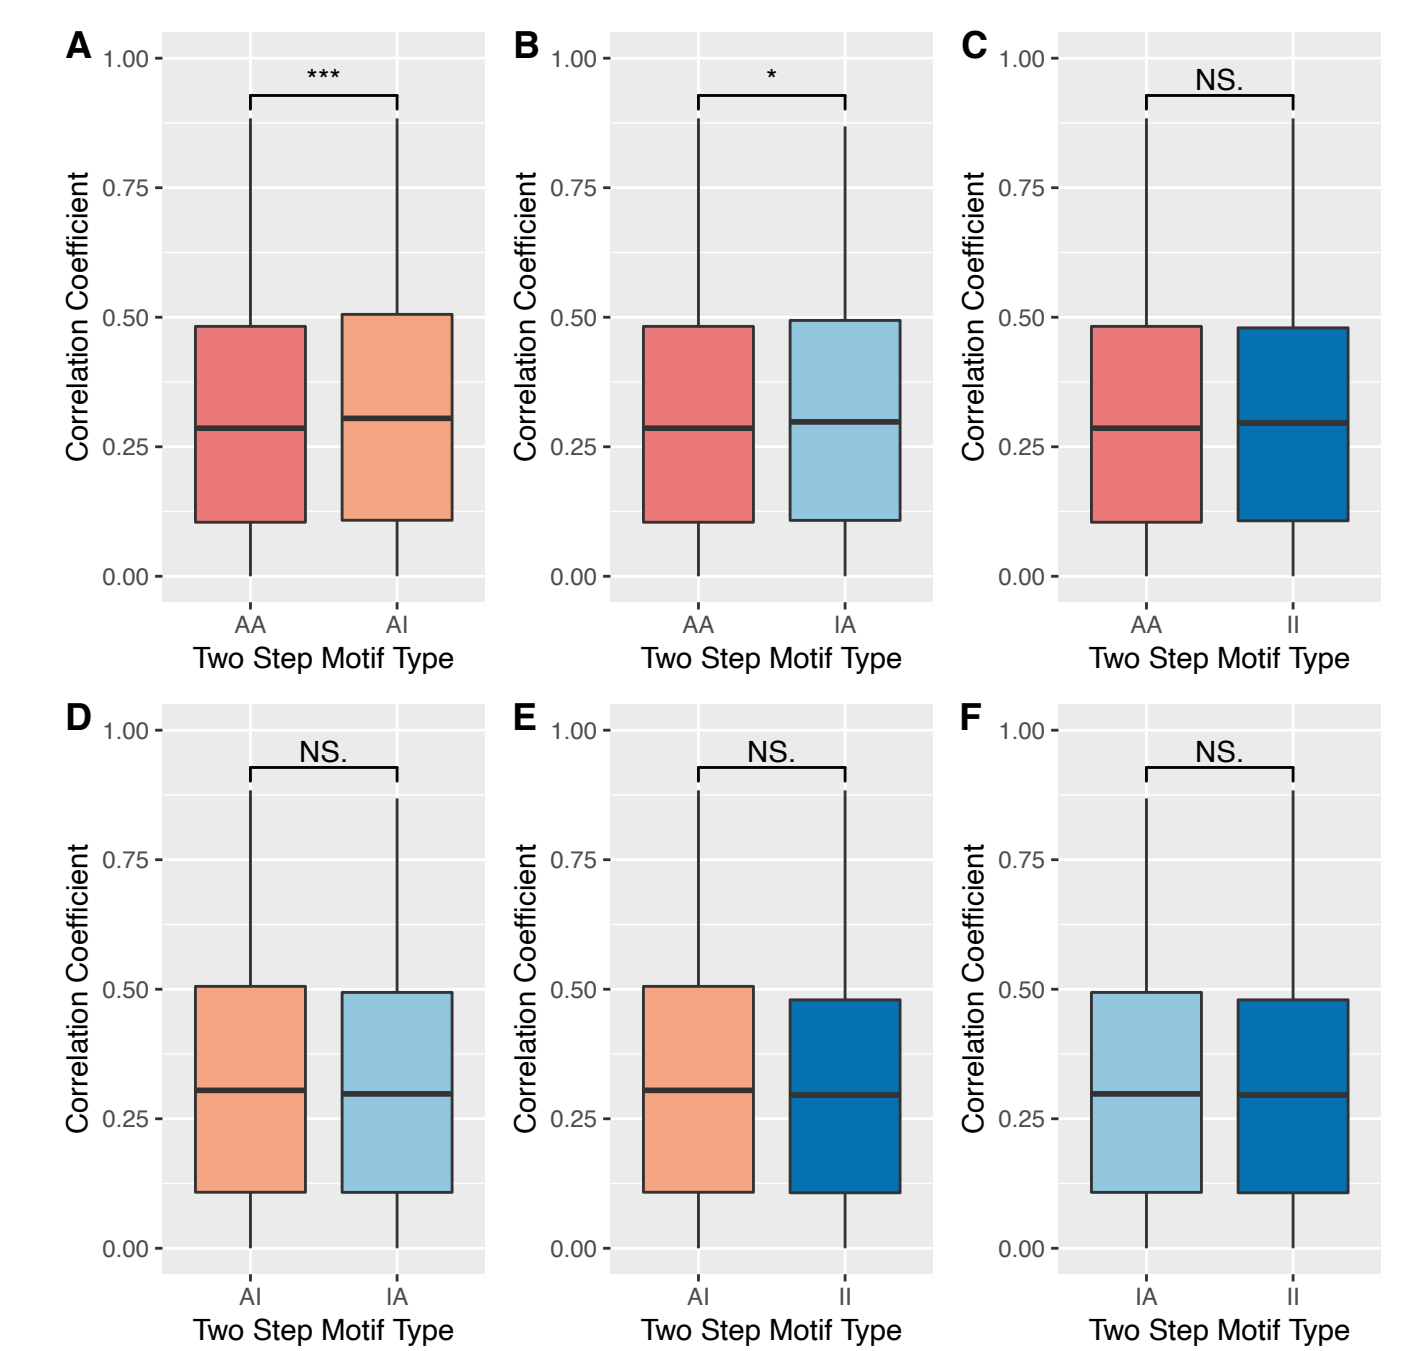 A
1.00
0.75
0.50
0.25
0.00
Correlation Coefficient
***
AA AI
Two Step Motif Type
B
1.00
0.75
0.50
0.25
0.00
Correlation Coefficient
*
AA IA
Two Step Motif Type
C
1.00
0.75
0.50
0.25
0.00
Correlation Coefficient
NS.
AA II
Two Step Motif Type
D
1.00
0.75
0.50
0.25
0.00
Correlation Coefficient
NS.
AI IA
Two Step Motif Type
E
1.00
0.75
0.50
0.25
0.00
Correlation Coefficient
NS.
AI II
Two Step Motif Type
F
1.00
0.75
0.50
0.25
0.00
Correlation Coefficient
NS.
IA II
Two Step Motif Type